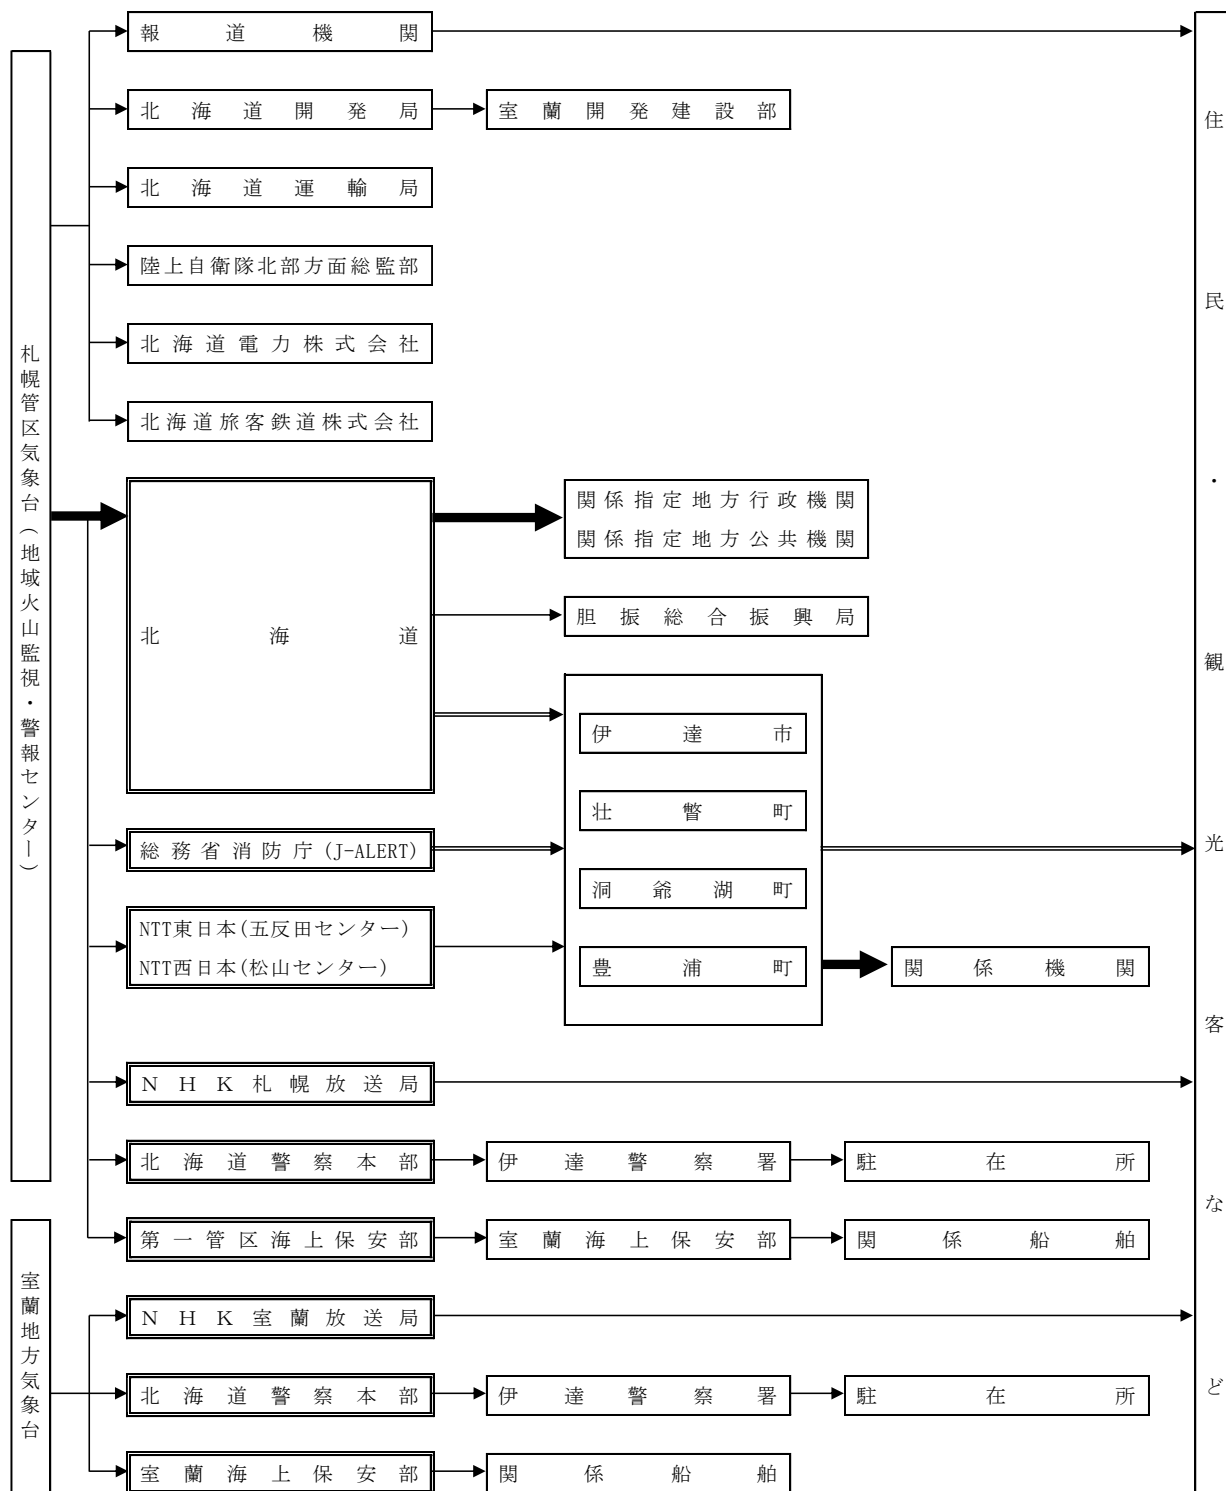 札幌管区気象台（地域火山監視・警報センター）
報道機関
北海道開発局
室蘭開発建設部
北海道運輸局
陸上自衛隊北部方面総監部
北海道電力株式会社
北海道旅客鉄道株式会社
北海道
関係指定地方行政機関
関係指定地方公共機関
胆振総合振興局
伊達市
壮瞥町
洞爺湖町
豊浦町
関係機関
総務省消防庁(J-ALERT)
NTT東日本(五反田センター)
NTT西日本(松山センター)
NHK札幌放送局
北海道警察本部
伊達警察署
駐在所
第一管区海上保安部
室蘭海上保安部
関係船舶
室蘭地方気象台
NHK室蘭放送局
北海道警察本部
伊達警察署
駐在所
室蘭海上保安部
関係船舶
住民・観光客など